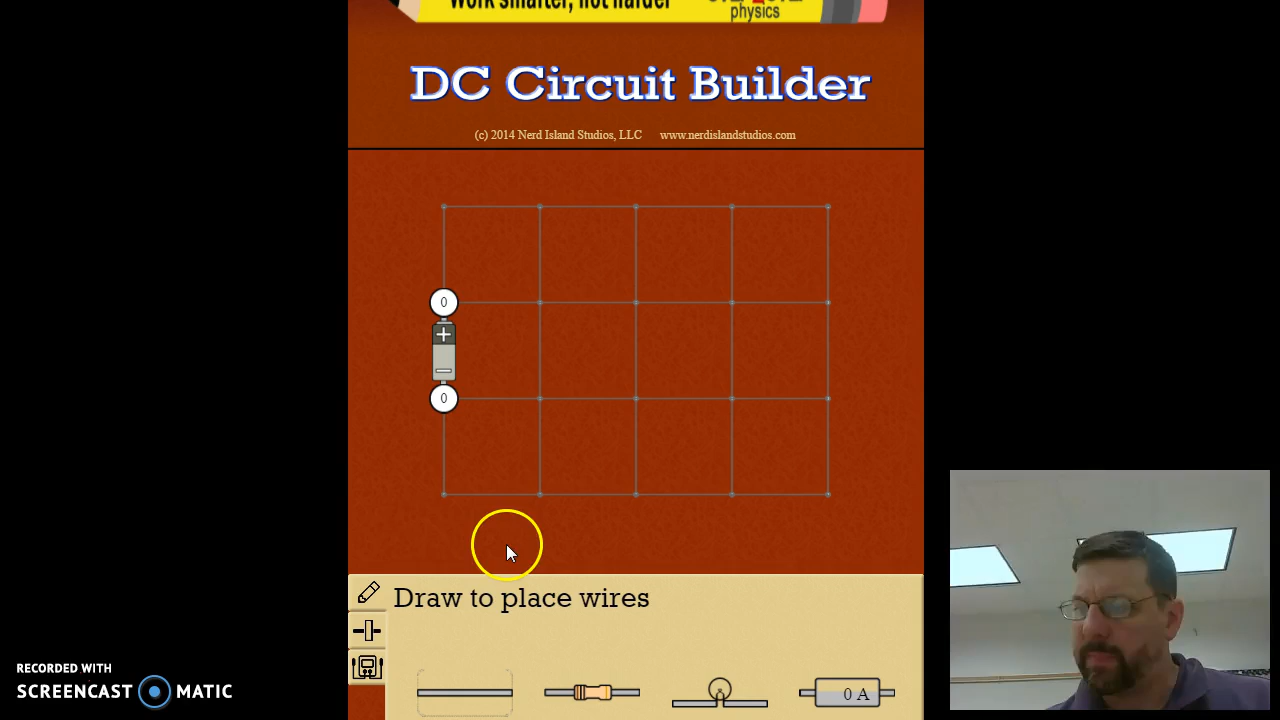 Work smarter, not harder
physics
DC Circuit Builder
(c) 2014 Nerd Island Studios, LLC www.nerdislandstudios.com
0
+
0
Draw to place wires
0 A
RECORDED WITH
SCREENCAST MATIC